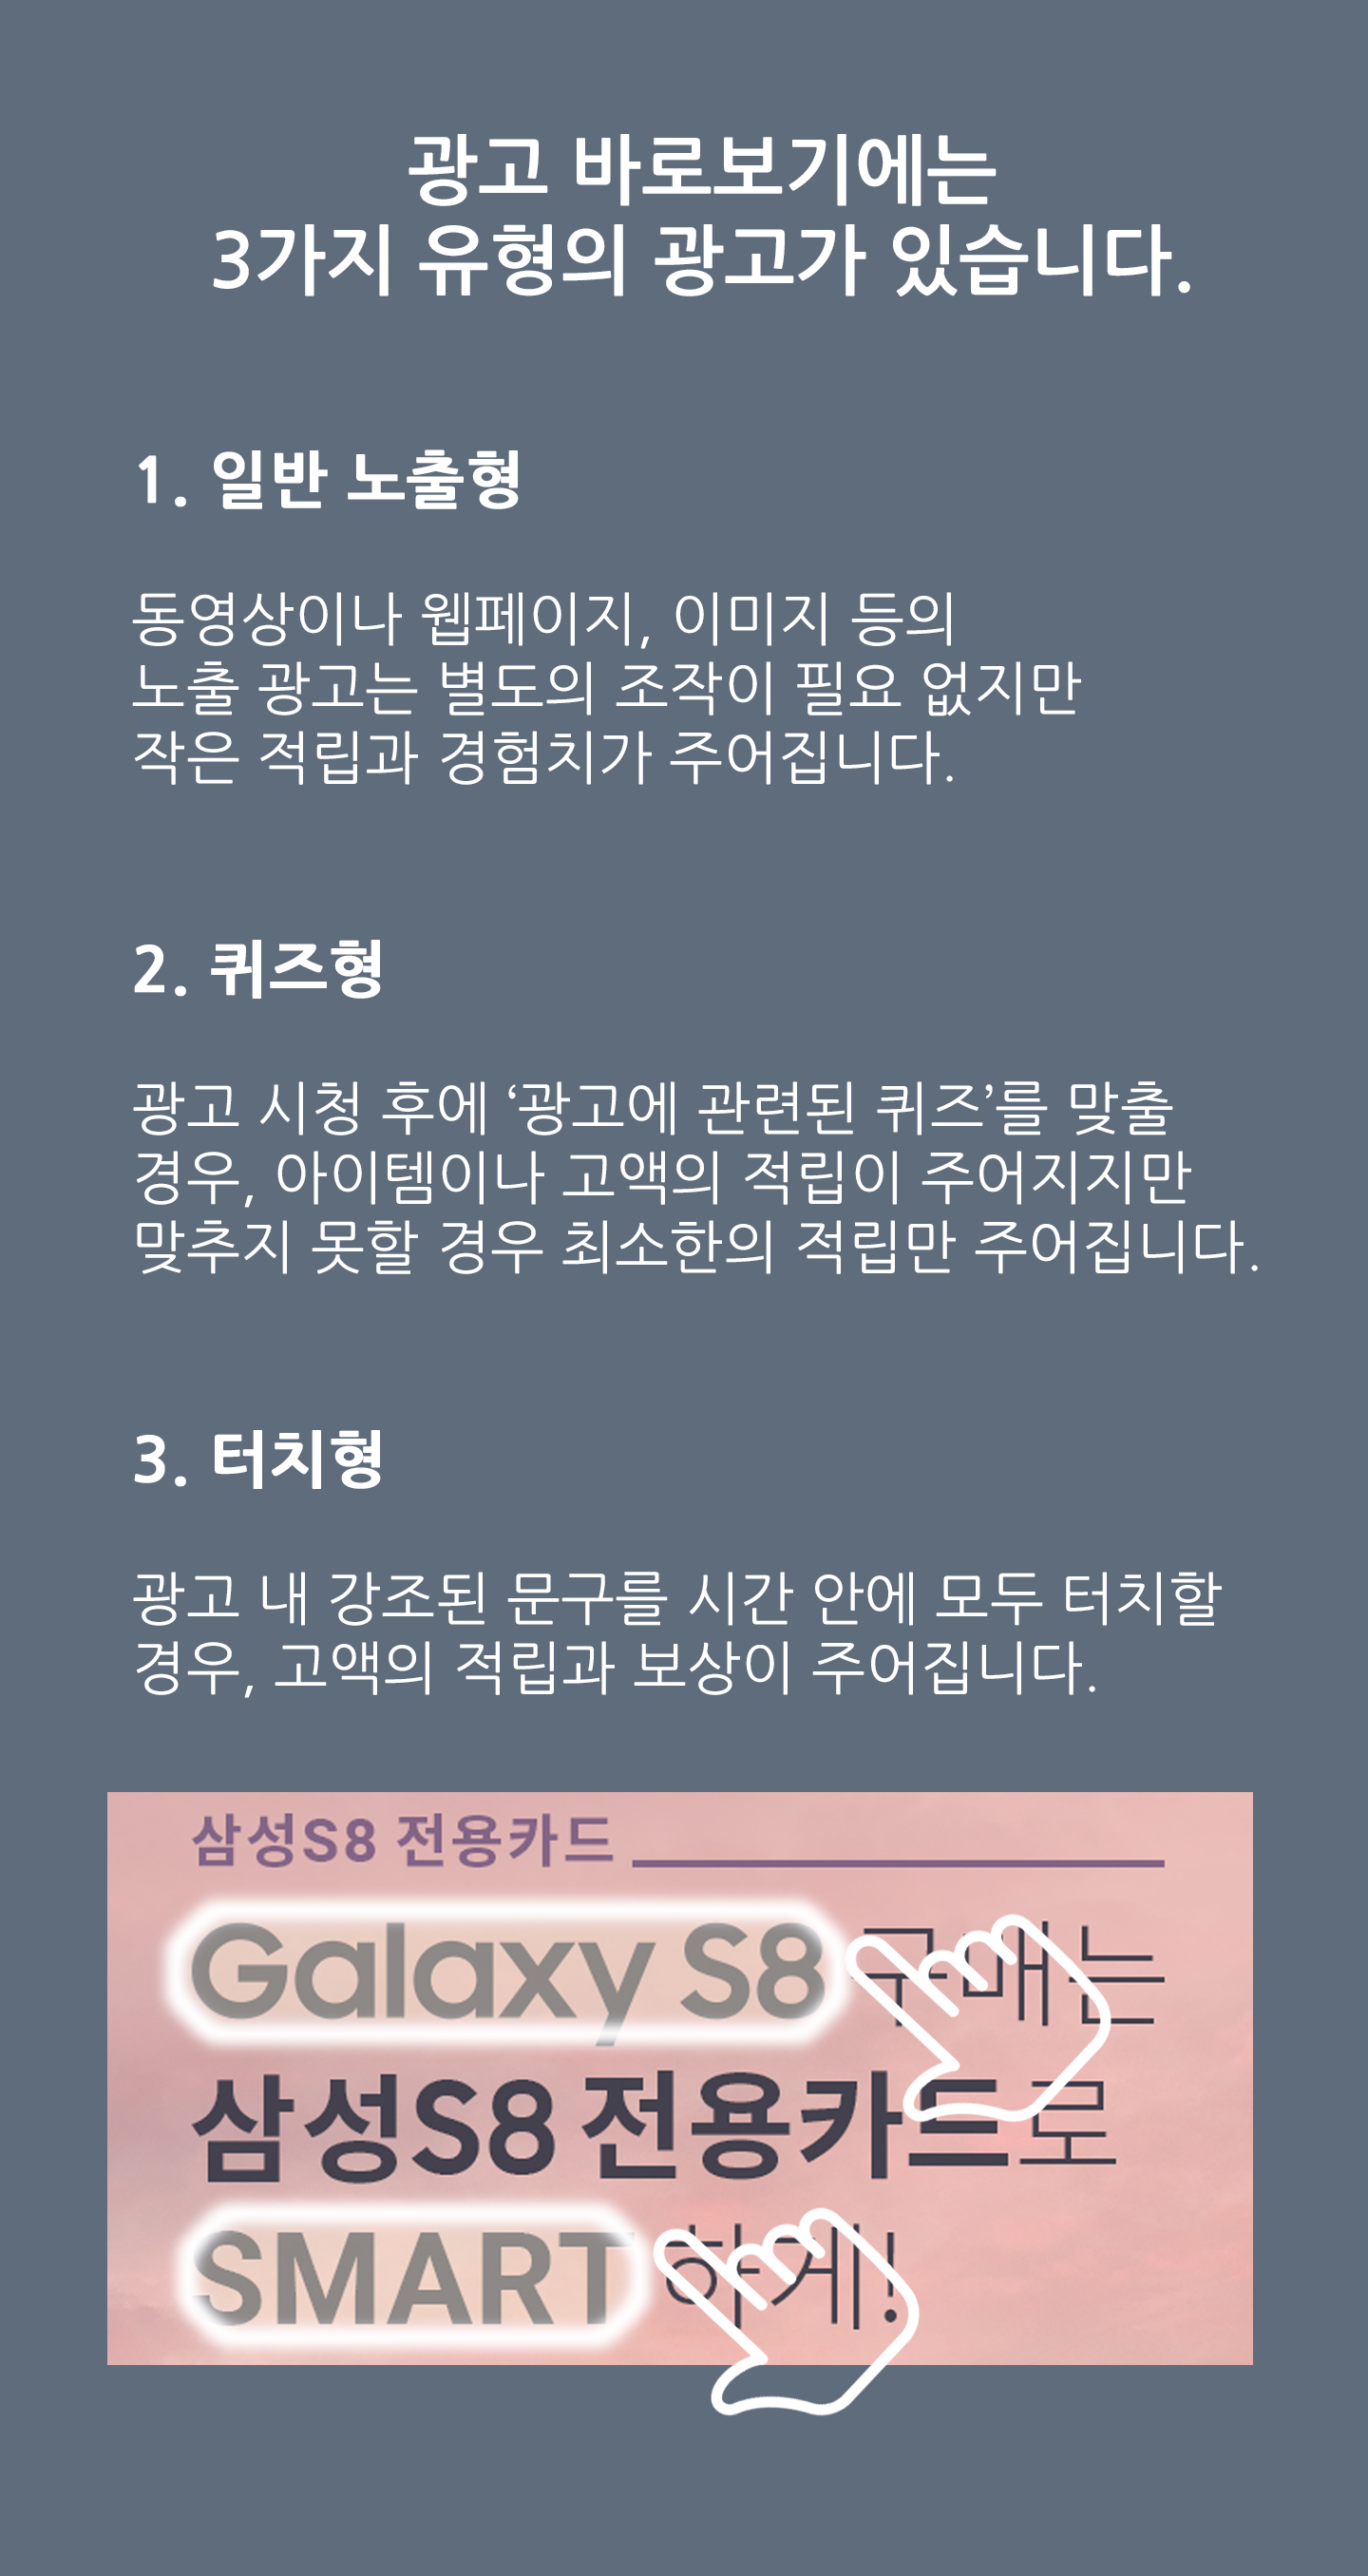 광고 바로보기에는
3가지 유형의 광고가 있습니다.
1. 일반 노출형
동영상이나 웹페이지, 이미지 등의
노출 광고는 별도의 조작이 필요 없지만
작은 적립과 경험치가 주어집니다.
2. 퀴즈형
광고 시청 후에 ‘광고에 관련된 퀴즈’를 맞출
경우, 아이템이나 고액의 적립이 주어지지만
맞추지 못할 경우 최소한의 적립만 주어집니다.
3. 터치형
광고 내 강조된 문구를 시간 안에 모두 터치할
경우, 고액의 적립과 보상이 주어집니다.
삼성S8 전용카드
Galaxy S8 구매는
삼성S8 전용카드로
SMART하게!